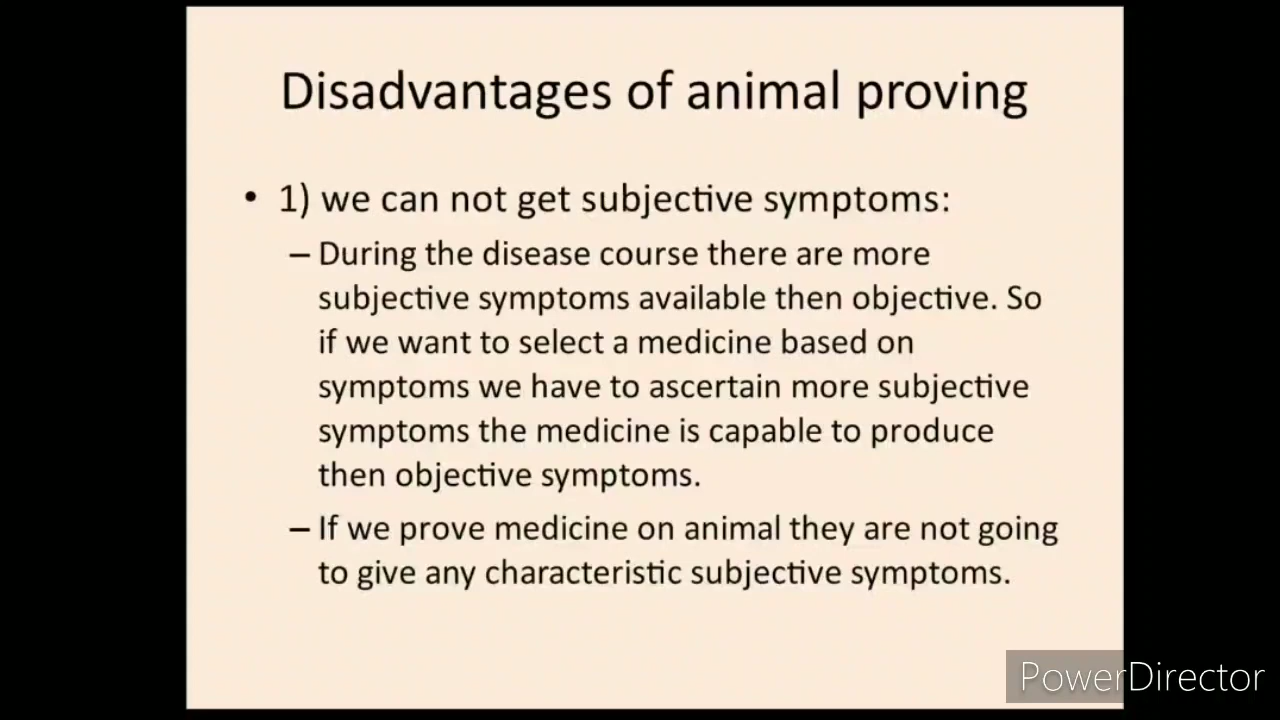 Disadvantages of animal proving
• 1) we can not get subjective symptoms:
– During the disease course there are more
subjective symptoms available then objective. So
if we want to select a medicine based on
symptoms we have to ascertain more subjective
symptoms the medicine is capable to produce
then objective symptoms.
– If we prove medicine on animal they are not going
to give any characteristic subjective symptoms.
PowerDirector